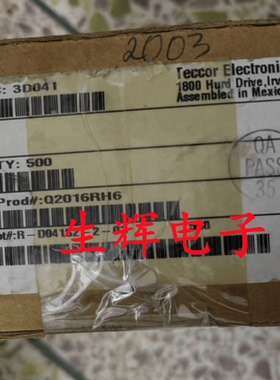 2003
: 3D041
Teccor Electroni
1800 Hurd Drive, Irv
Assembled in Mexic
TY: 500
QA
PASS
35
Prod#:Q2016RH6
生辉电子
ot#:R-